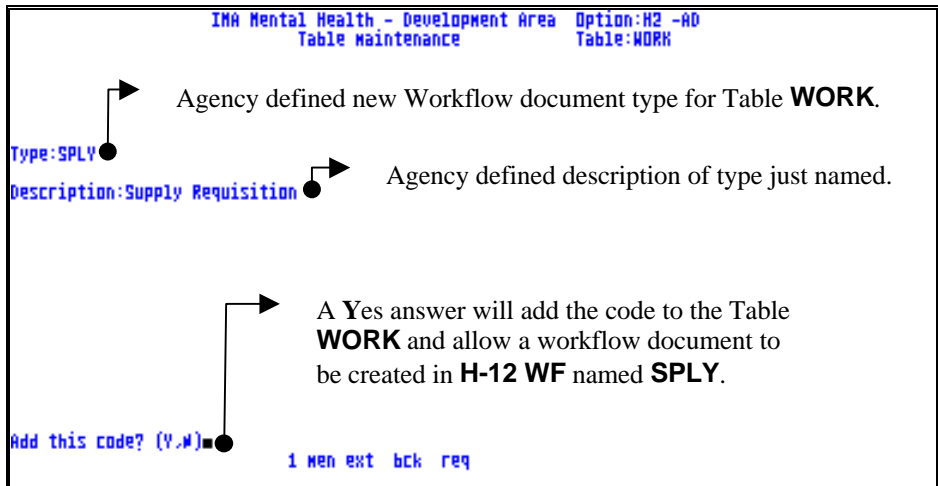 IMA Mental Health - Development Area Option:H2 -AD
Table maintenance Table:WORK
Agency defined new Workflow document type for Table WORK.
Type:SPLY
Agency defined description of type just named.
Description:Supply Requisition
A Yes answer will add the code to the Table
WORK and allow a workflow document to
be created in H-12 WF named SPLY.
Add this code? (Y,N)
1 men ext bck req